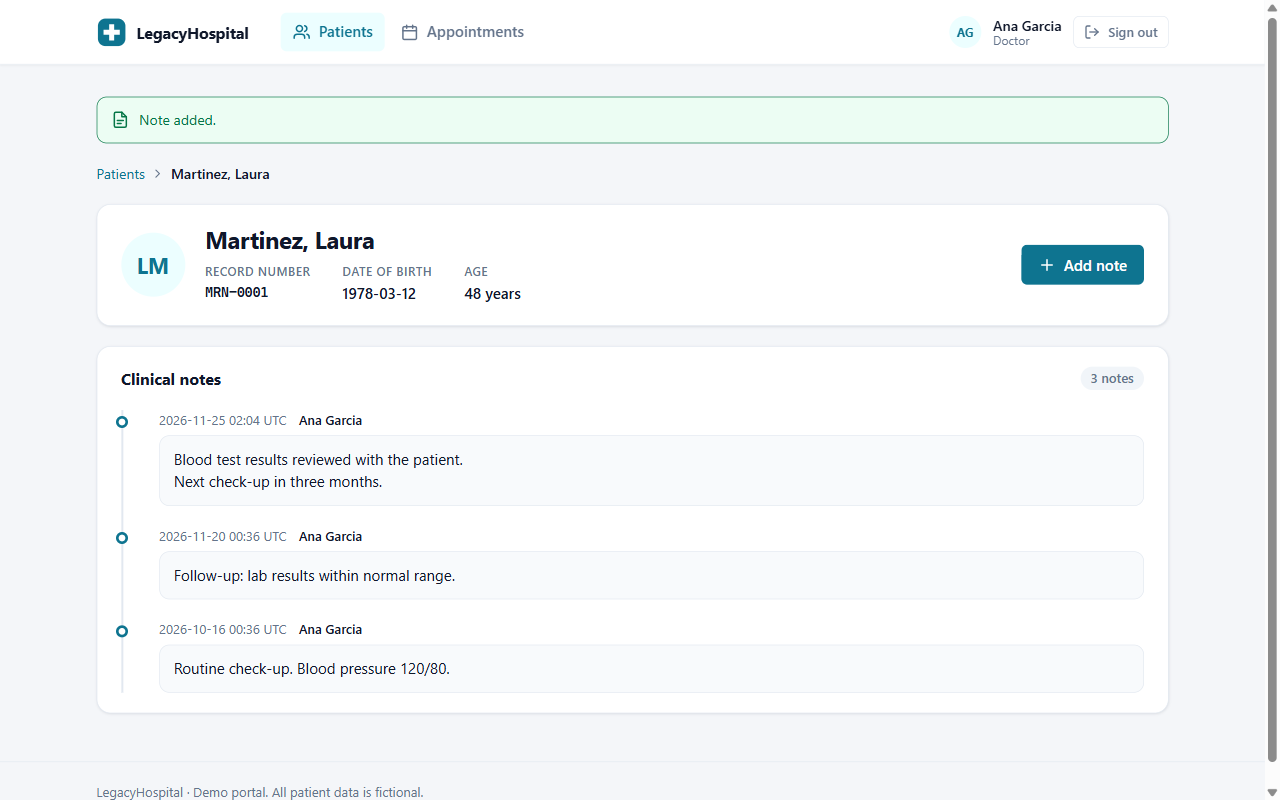 LegacyHospital
Patients
Appointments
AG
Ana Garcia
Doctor
Sign out
Note added.
Patients > Martinez, Laura
LM
Martinez, Laura
RECORD NUMBER
MRN-0001
DATE OF BIRTH
1978-03-12
AGE
48 years
+ Add note
Clinical notes
3 notes
2026-11-25 02:04 UTC Ana Garcia
Blood test results reviewed with the patient.
Next check-up in three months.
2026-11-20 00:36 UTC Ana Garcia
Follow-up: lab results within normal range.
2026-10-16 00:36 UTC Ana Garcia
Routine check-up. Blood pressure 120/80.
LegacyHospital · Demo portal. All patient data is fictional.